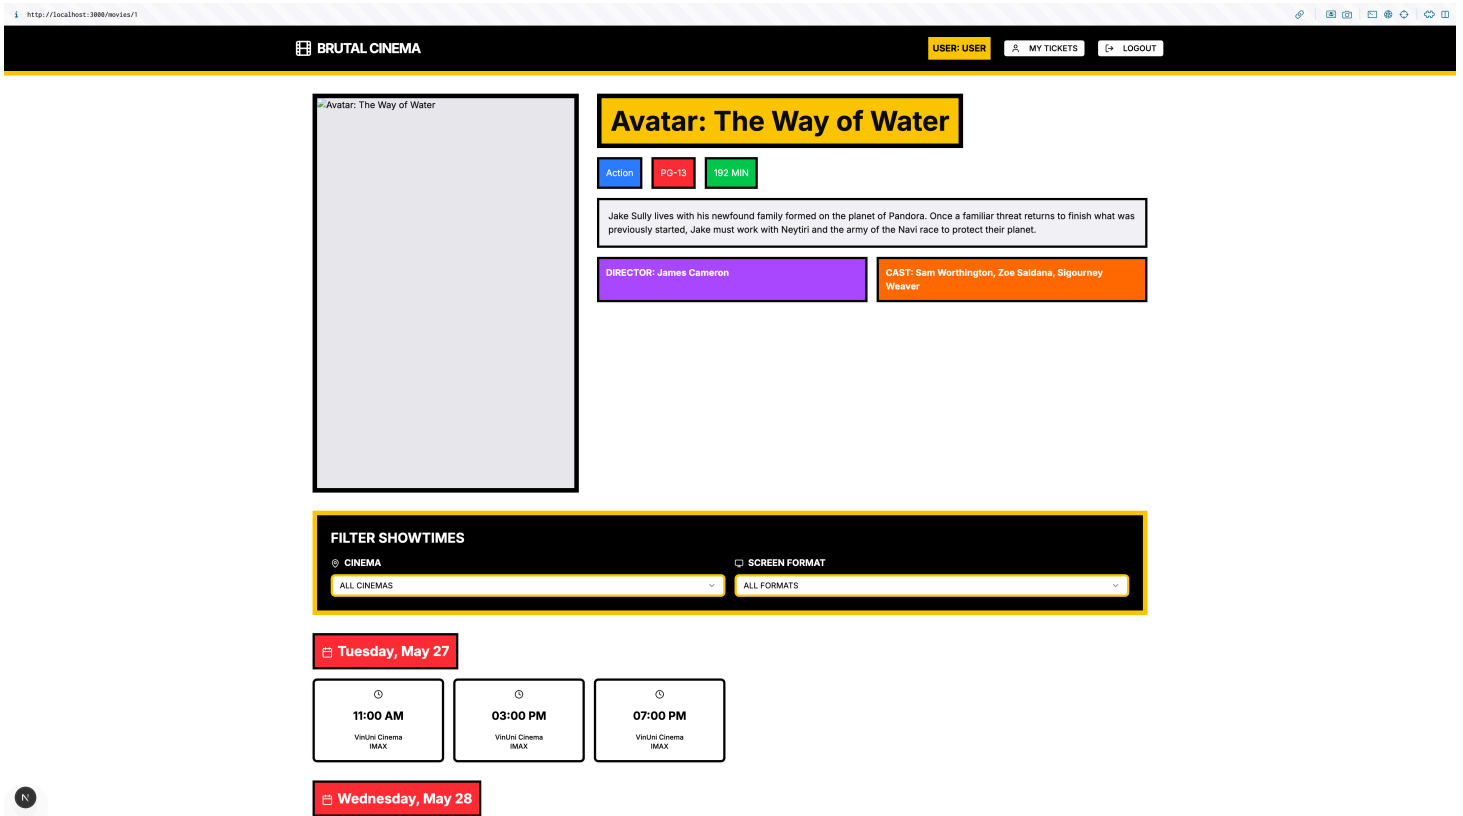 http://localhost:3000/movies/1
BRUTAL CINEMA
USER: USER
MY TICKETS
LOGOUT
Avatar: The Way of Water
Avatar: The Way of Water
Action
PG-13
192 MIN
Jake Sully lives with his newfound family formed on the planet of Pandora. Once a familiar threat returns to finish what was
previously started, Jake must work with Neytiri and the army of the Navi race to protect their planet.
DIRECTOR: James Cameron
CAST: Sam Worthington, Zoe Saldana, Sigourney
Weaver
FILTER SHOWTIMES
CINEMA
ALL CINEMAS
SCREEN FORMAT
ALL FORMATS
Tuesday, May 27
11:00 AM
VinUni Cinema
IMAX
03:00 PM
VinUni Cinema
IMAX
07:00 PM
VinUni Cinema
IMAX
Wednesday, May 28
N